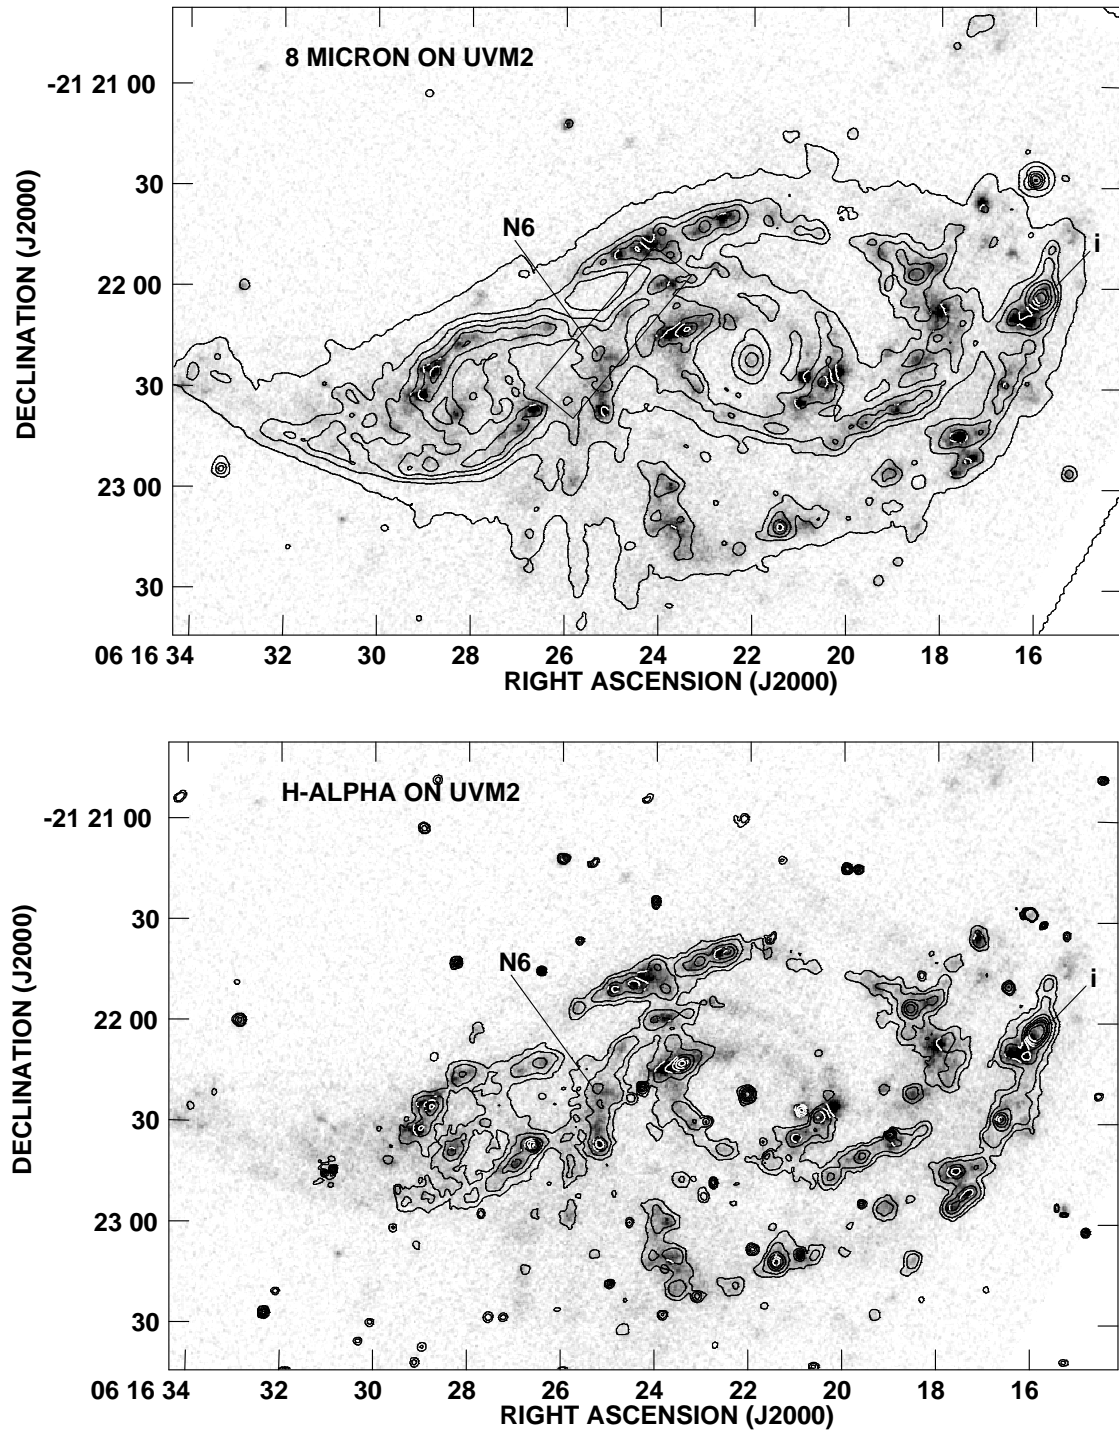 8 MICRON ON UVM2
-21 21 00
30
N6
i
22 00
30
23 00
30
DECLINATION (J2000)
06 16 34 32 30 28 26 24 22 20 18 16
RIGHT ASCENSION (J2000)
H-ALPHA ON UVM2
-21 21 00
30
N6
i
22 00
30
23 00
30
DECLINATION (J2000)
06 16 34 32 30 28 26 24 22 20 18 16
RIGHT ASCENSION (J2000)